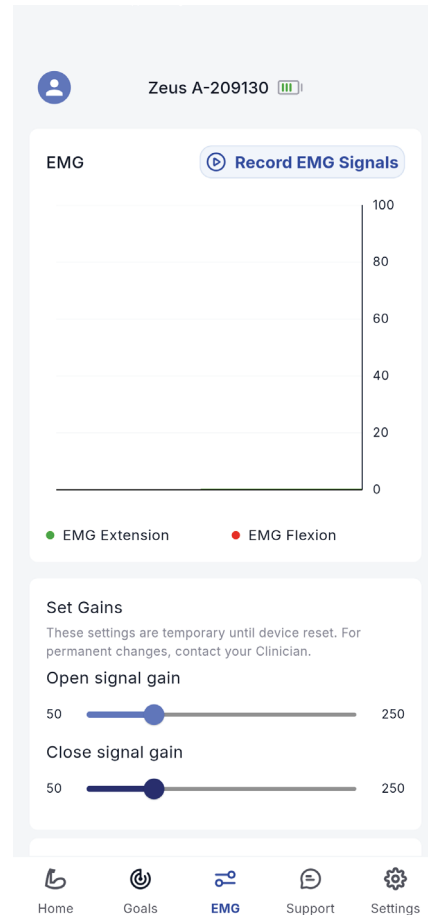 Zeus A-209130
EMG
Record EMG Signals
100
80
60
40
20
0
EMG Extension
EMG Flexion
Set Gains
These settings are temporary until device reset. For
permanent changes, contact your Clinician.
Open signal gain
50
250
Close signal gain
50
250
Home
Goals
EMG
Support
Settings